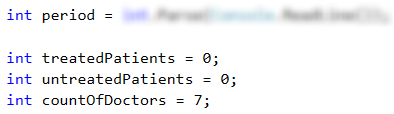 int period =
int treatedPatients = 0;
int untreatedPatients = 0;
int countOfDoctors = 7;